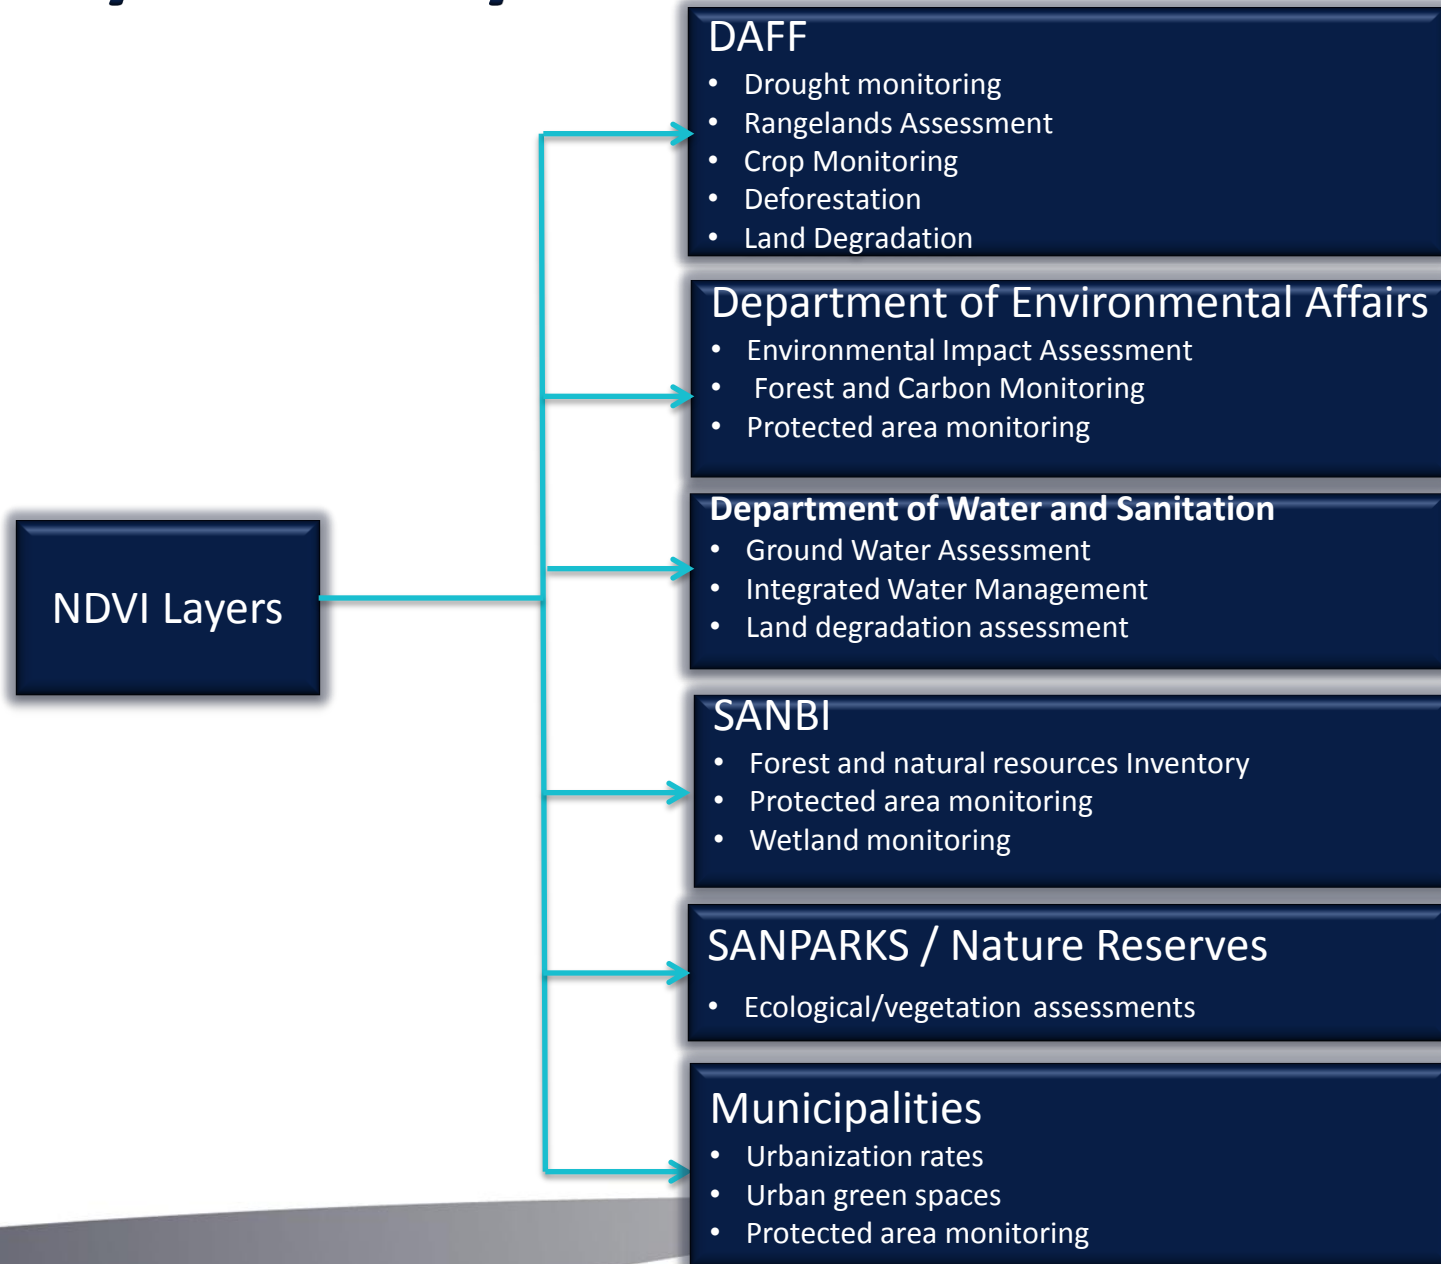 DAFF
• Drought monitoring
• Rangelands Assessment
• Crop Monitoring
• Deforestation
• Land Degradation
Department of Environmental Affairs
• Environmental Impact Assessment
• Forest and Carbon Monitoring
• Protected area monitoring
Department of Water and Sanitation
• Ground Water Assessment
• Integrated Water Management
• Land degradation assessment
NDVI Layers
SANBI
• Forest and natural resources Inventory
• Protected area monitoring
• Wetland monitoring
SANPARKS / Nature Reserves
• Ecological/vegetation assessments
Municipalities
• Urbanization rates
• Urban green spaces
• Protected area monitoring